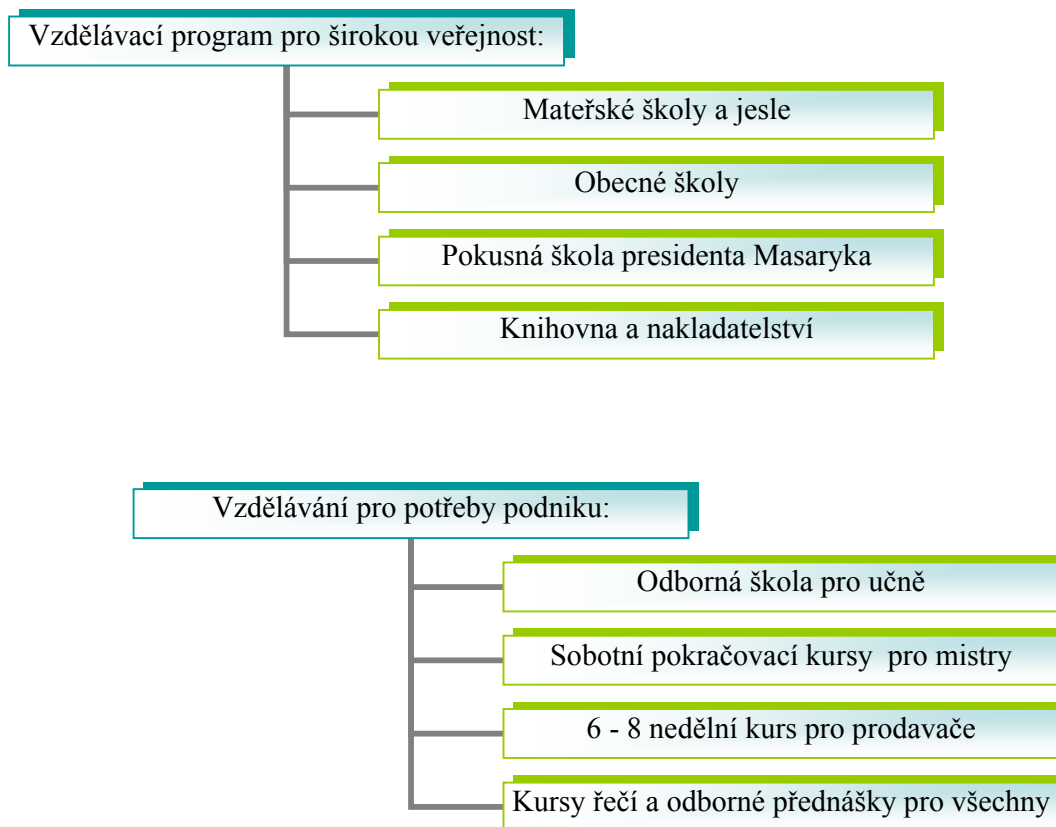 Vzdělávací program pro širokou veřejnost:
Mateřské školy a jesle
Obecné školy
Pokusná škola presidenta Masaryka
Knihovna a nakladatelství
Vzdělávání pro potřeby podniku:
Odborná škola pro učně
Sobotní pokračovací kursy  pro mistry
6 - 8 nedělní kurs pro prodavače
Kursy řečí a odborné přednášky pro všechny